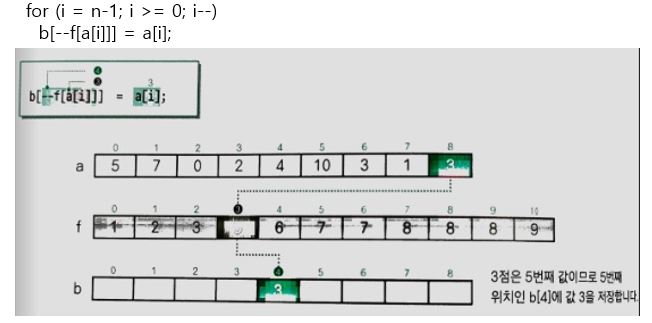 for (i = n-1; i >= 0; i--)
b[--f[a[i]]] = a[i];
4
3 3
b[--f[a[i]]] = a[i];
0 1 2 3 4 5 6 7 8
a 5 7 0 2 4 10 3 1 3
0 1 2 3 4 5 6 7 8 9 10
f 1 2 3 6 7 7 8 8 8 9
0 1 2 3 4 5 6 7 8
b 3
3점은 5번째 값이므로 5번째
위치인 b[4]에 값 3을 저장합니다.